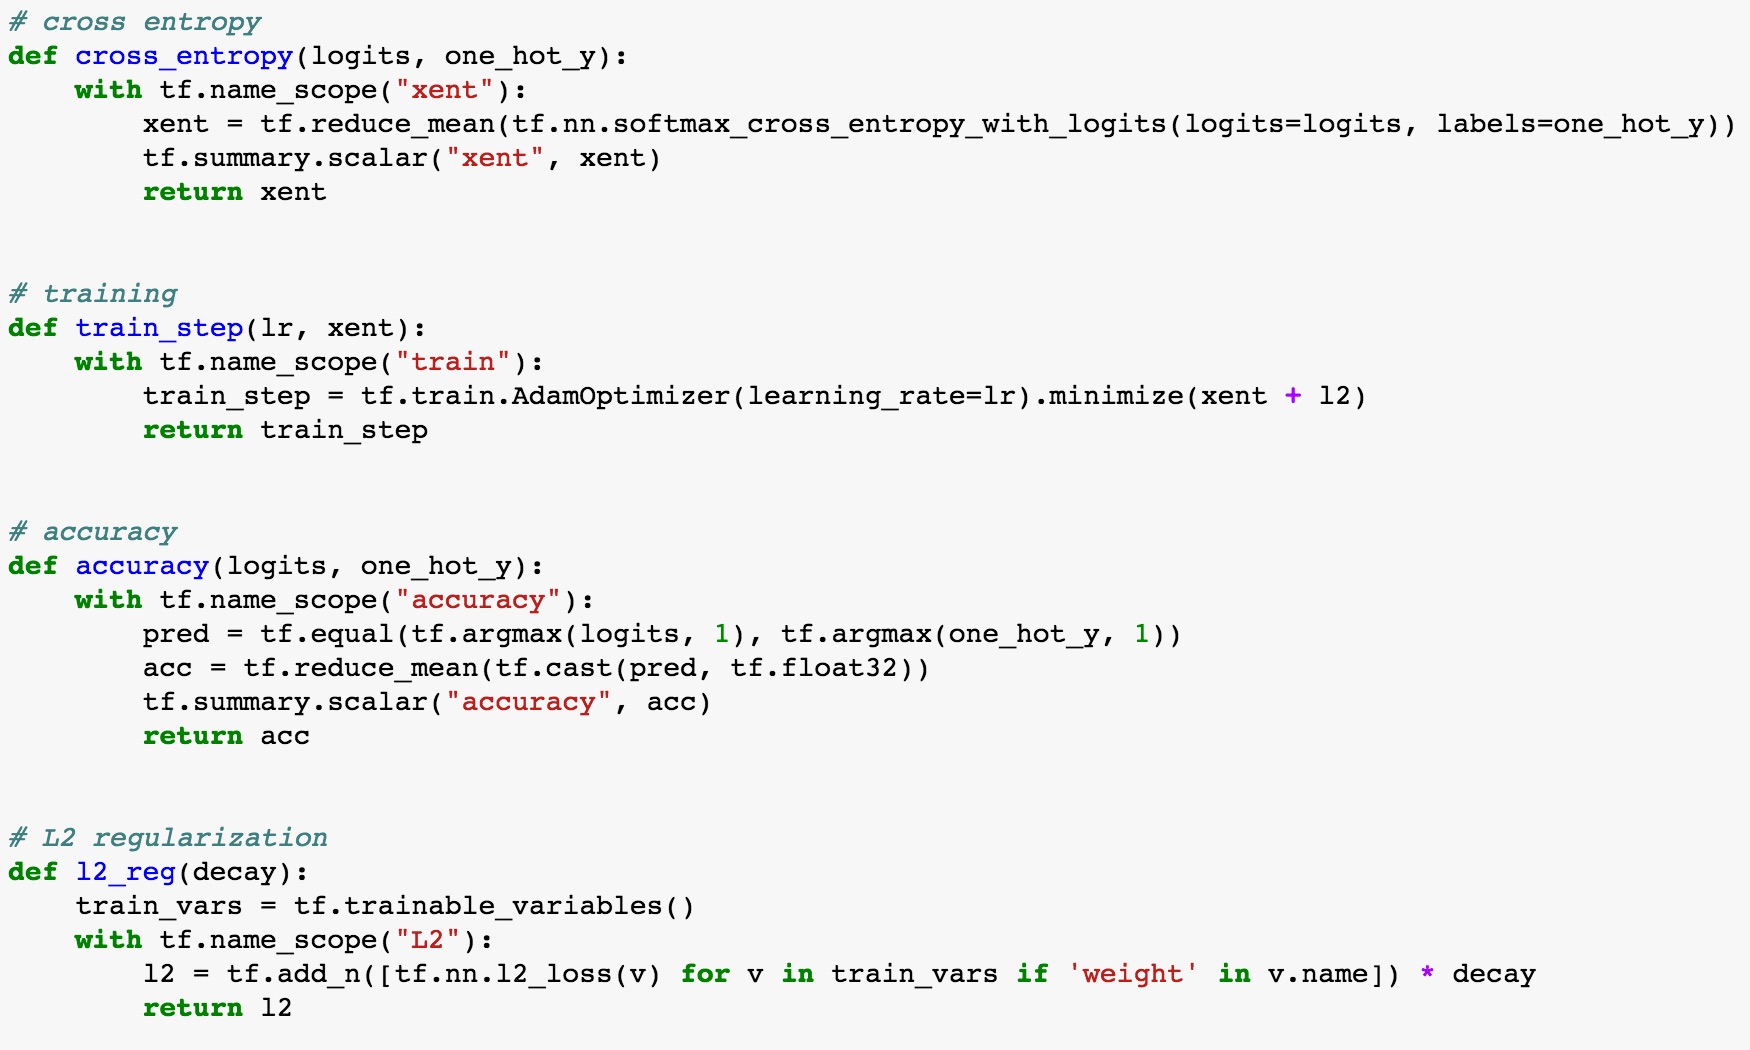 # cross entropy
def cross_entropy(logits, one_hot_y):
    with tf.name_scope("xent"):
        xent = tf.reduce_mean(tf.nn.softmax_cross_entropy_with_logits(logits=logits, labels=one_hot_y))
        tf.summary.scalar("xent", xent)
        return xent
# training
def train_step(lr, xent):
    with tf.name_scope("train"):
        train_step = tf.train.AdamOptimizer(learning_rate=lr).minimize(xent + l2)
        return train_step
# accuracy
def accuracy(logits, one_hot_y):
    with tf.name_scope("accuracy"):
        pred = tf.equal(tf.argmax(logits, 1), tf.argmax(one_hot_y, 1))
        acc = tf.reduce_mean(tf.cast(pred, tf.float32))
        tf.summary.scalar("accuracy", acc)
        return acc
# L2 regularization
def l2_reg(decay):
    train_vars = tf.trainable_variables()
    with tf.name_scope("L2"):
        l2 = tf.add_n([tf.nn.l2_loss(v) for v in train_vars if 'weight' in v.name]) * decay
        return l2